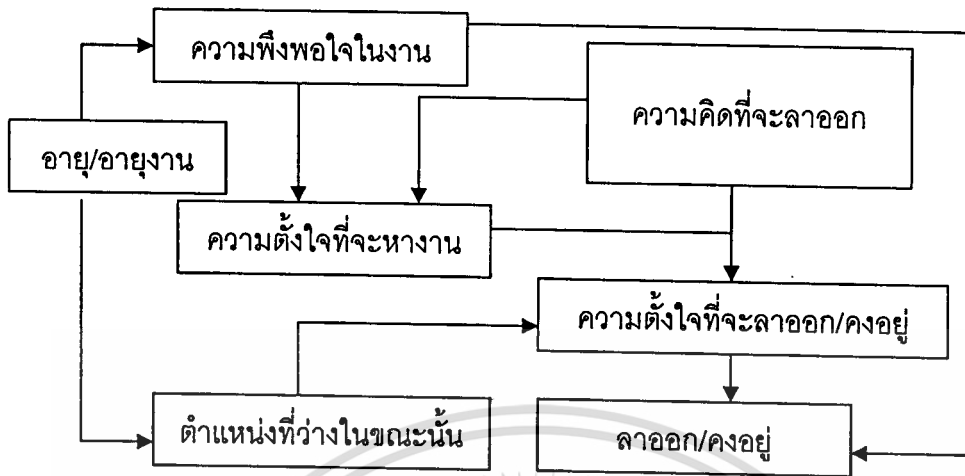 ความพึงพอใจในงาน
ความคิดที่จะลาออก
อายุ/อายุงาน
ความตั้งใจที่จะหางาน
ความตั้งใจที่จะลาออก/คงอยู่
ตำแหน่งที่ว่างในขณะนั้น
ลาออก/คงอยู่